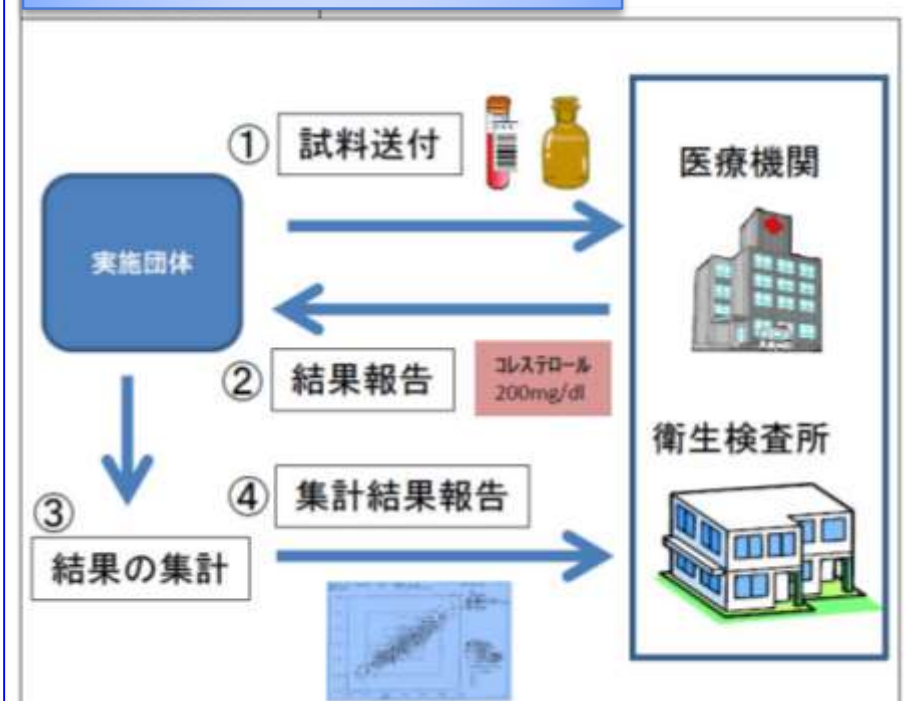 ① 試料送付
医療機関
実施団体
② 結果報告
コレステロール
200mg/dl
衛生検査所
④ 集計結果報告
③
結果の集計